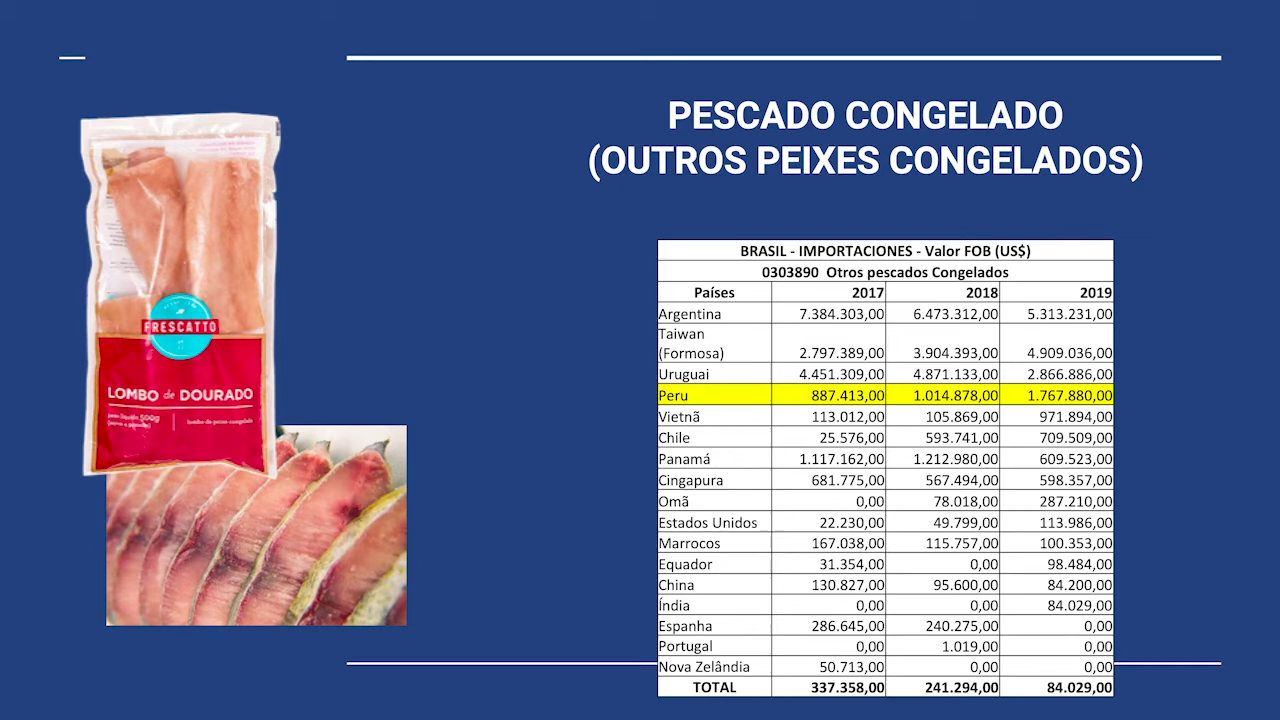 PESCADO CONGELADO
(OUTROS PEIXES CONGELADOS)
FRESCATTO
LOMBO de DOURADO
peso líquido 500g
lombo de peixe congelado
BRASIL - IMPORTACIONES - Valor FOB (US$)
0303890 Otros pescados Congelados
Países 2017 2018 2019
Argentina 7.384.303,00 6.473.312,00 5.313.231,00
Taiwan
(Formosa) 2.797.389,00 3.904.393,00 4.909.036,00
Uruguai 4.451.309,00 4.871.133,00 2.866.886,00
Peru 887.413,00 1.014.878,00 1.767.880,00
Vietnã 113.012,00 105.869,00 971.894,00
Chile 25.576,00 593.741,00 709.509,00
Panamá 1.117.162,00 1.212.980,00 609.523,00
Cingapura 681.775,00 567.494,00 598.357,00
Omã 0,00 78.018,00 287.210,00
Estados Unidos 22.230,00 49.799,00 113.986,00
Marrocos 167.038,00 115.757,00 100.353,00
Equador 31.354,00 0,00 98.484,00
China 130.827,00 95.600,00 84.200,00
Índia 0,00 0,00 84.029,00
Espanha 286.645,00 240.275,00 0,00
Portugal 0,00 1.019,00 0,00
Nova Zelândia 50.713,00 0,00 0,00
TOTAL 337.358,00 241.294,00 84.029,00